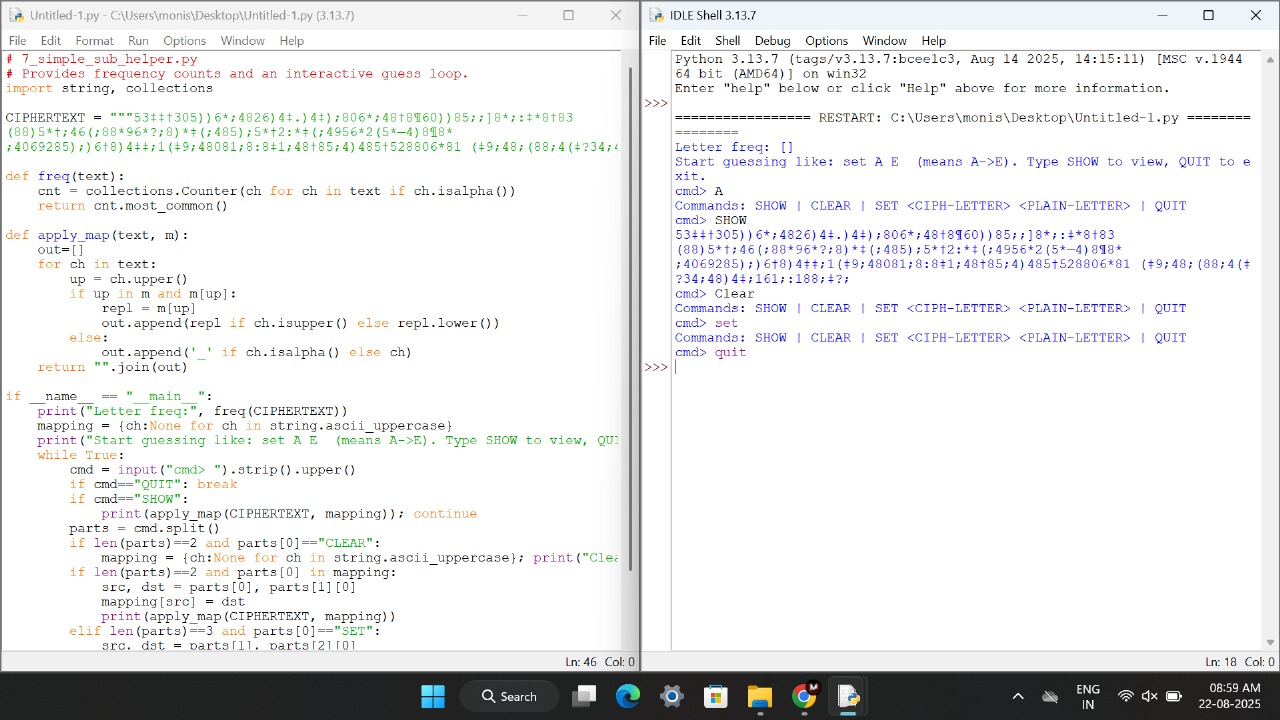 Untitled-1.py - C:\Users\monis\Desktop\Untitled-1.py (3.13.7)
File Edit Format Run Options Window Help
# 7_simple_sub_helper.py
# Provides frequency counts and an interactive guess loop.
import string, collections
CIPHERTEXT = """53‡‡†305))6*;4826)4‡.)4‡);806*;48†8¶60))85;;]8*;:‡*8†83
(88)5*†;46(;88*96*?;8)*‡(;485);5*†2:*‡(;4956*2(5*—4)8¶8*
;4069285);)6†8)4‡‡;1(‡9;48081;8:8‡1;48†85;4)485†528806*81 (‡9;48;(88;4(‡?34;4
def freq(text):
cnt = collections.Counter(ch for ch in text if ch.isalpha())
return cnt.most_common()
def apply_map(text, m):
out=[]
for ch in text:
up = ch.upper()
if up in m and m[up]:
repl = m[up]
out.append(repl if ch.isupper() else repl.lower())
else:
out.append('_' if ch.isalpha() else ch)
return "".join(out)
if __name__ == "__main__":
print("Letter freq:", freq(CIPHERTEXT))
mapping = {ch:None for ch in string.ascii_uppercase}
print("Start guessing like: set A E  (means A->E). Type SHOW to view, QUI
while True:
cmd = input("cmd> ").strip().upper()
if cmd=="QUIT": break
if cmd=="SHOW":
print(apply_map(CIPHERTEXT, mapping)); continue
parts = cmd.split()
if len(parts)==2 and parts[0]=="CLEAR":
mapping = {ch:None for ch in string.ascii_uppercase}; print("Clea
if len(parts)==2 and parts[0] in mapping:
src, dst = parts[0], parts[1][0]
mapping[src] = dst
print(apply_map(CIPHERTEXT, mapping))
elif len(parts)==3 and parts[0]=="SET":
src, dst = parts[1], parts[2][0]
Ln: 46 Col: 0
IDLE Shell 3.13.7
File Edit Shell Debug Options Window Help
Python 3.13.7 (tags/v3.13.7:bcee1c3, Aug 14 2025, 14:15:11) [MSC v.1944
64 bit (AMD64)] on win32
Enter "help" below or click "Help" above for more information.
>>>
================= RESTART: C:\Users\monis\Desktop\Untitled-1.py ========
========
Letter freq: []
Start guessing like: set A E  (means A->E). Type SHOW to view, QUIT to e
xit.
cmd> A
Commands: SHOW | CLEAR | SET <CIPH-LETTER> <PLAIN-LETTER> | QUIT
cmd> SHOW
53‡‡†305))6*;4826)4‡.)4‡);806*;48†8¶60))85;;]8*;:‡*8†83
(88)5*†;46(;88*96*?;8)*‡(;485);5*†2:*‡(;4956*2(5*—4)8¶8*
;4069285);)6†8)4‡‡;1(‡9;48081;8:8‡1;48†85;4)485†528806*81 (‡9;48;(88;4(‡
?34;48)4‡;161;:188;‡?;
cmd> Clear
Commands: SHOW | CLEAR | SET <CIPH-LETTER> <PLAIN-LETTER> | QUIT
cmd> set
Commands: SHOW | CLEAR | SET <CIPH-LETTER> <PLAIN-LETTER> | QUIT
cmd> quit
>>>
Ln: 18 Col: 0
Search
ENG
IN
08:59 AM
22-08-2025